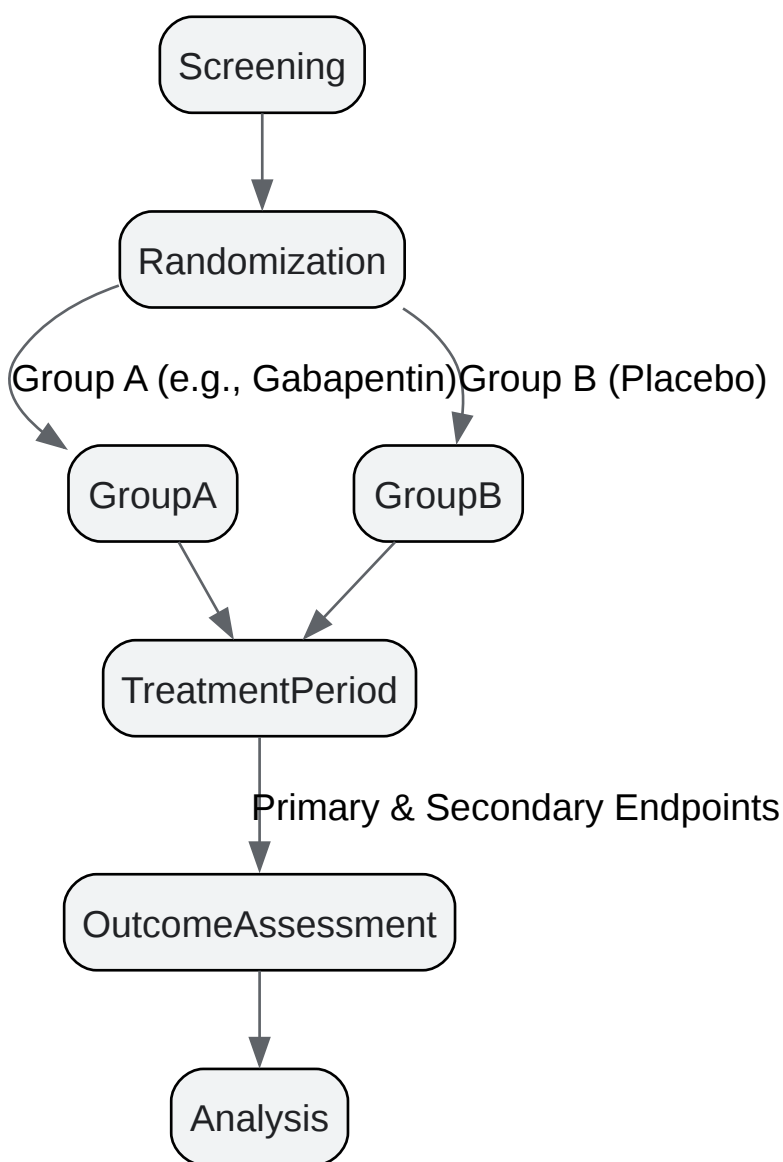 Screening
Randomization
Group A (e.g., Gabapentin)
Group B (Placebo)
GroupA
GroupB
TreatmentPeriod
Primary & Secondary Endpoints
OutcomeAssessment
Analysis